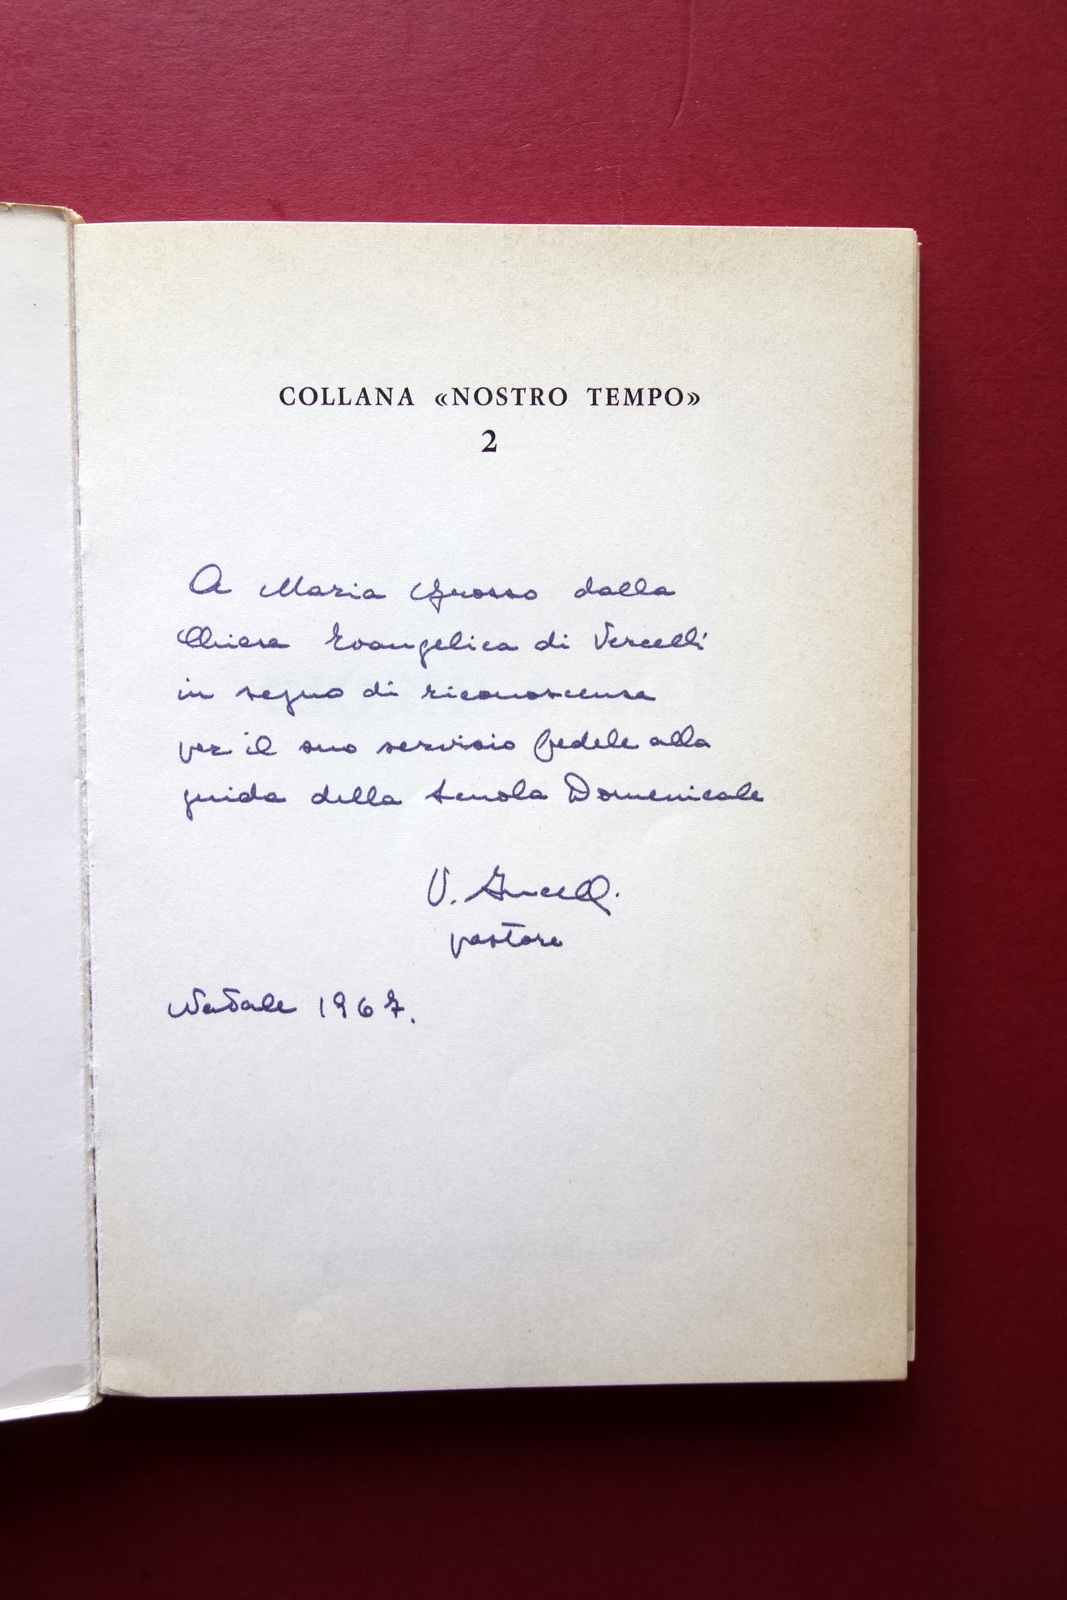 COLLANA «NOSTRO TEMPO»
2
A Maria Grosso dalla
Chiesa Evangelica di Vercelli
in segno di riconoscenza
per il suo servizio fedele alla
guida della Scuola Domenicale
V.
pastore
Natale 1967.